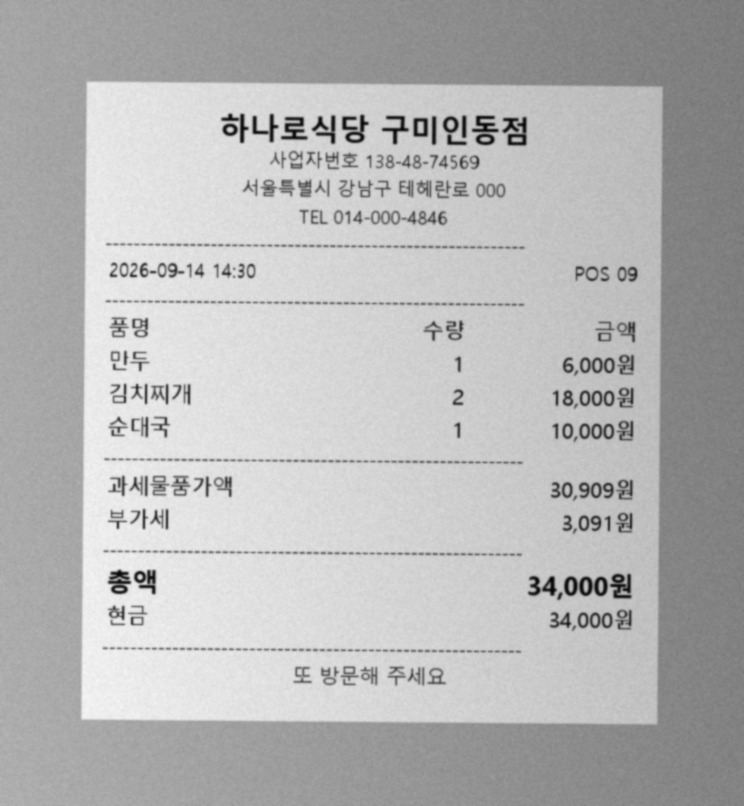 하나로식당 구미인동점
사업자번호 138-48-74569
서울특별시 강남구 테헤란로 000
TEL 014-000-4846
2026-09-14 14:30 POS 09
품명 수량 금액
만두 1 6,000원
김치찌개 2 18,000원
순대국 1 10,000원
과세물품가액 30,909원
부가세 3,091원
총액 34,000원
현금 34,000원
또 방문해 주세요